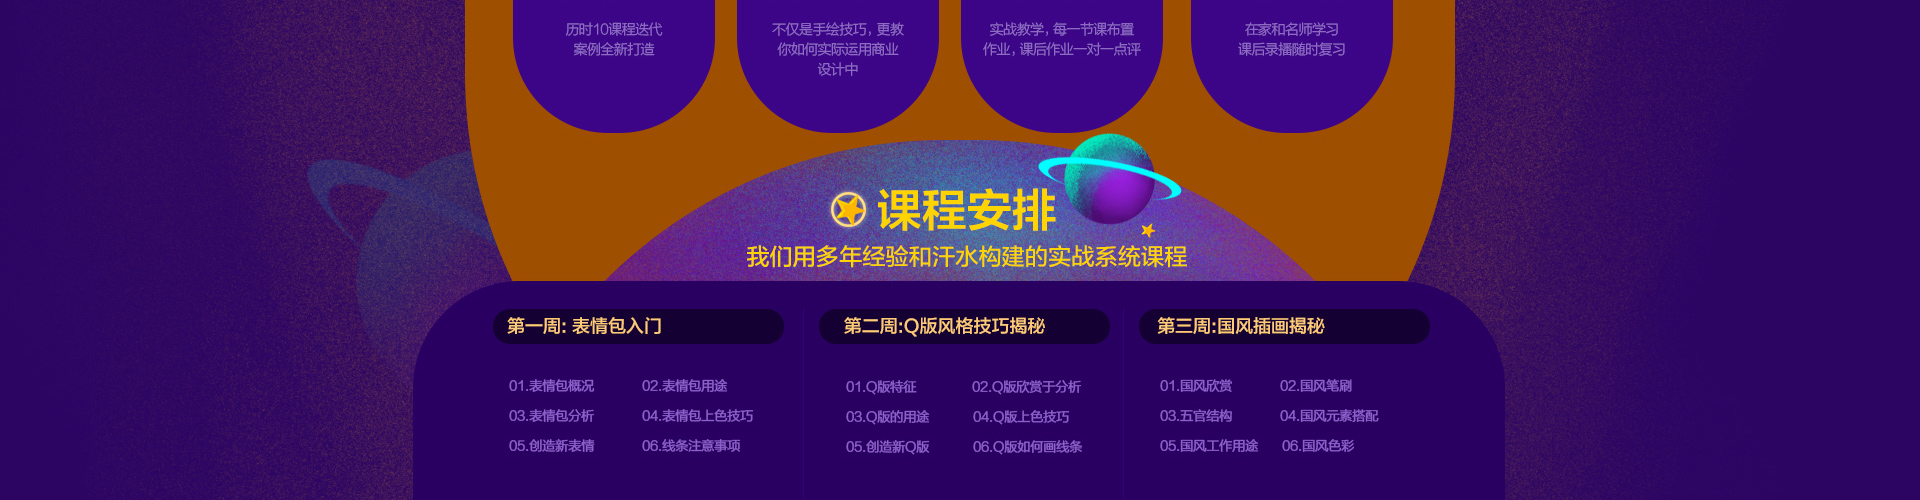 历时10课程迭代
案例全新打造
不仅是手绘技巧，更教
你如何实际运用商业
设计中
实战教学，每一节课布置
作业，课后作业一对一点评
在家和名师学习
课后录播随时复习
课程安排
我们用多年经验和汗水构建的实战系统课程
第一周: 表情包入门
01.表情包概况
02.表情包用途
03.表情包分析
04.表情包上色技巧
05.创造新表情
06.线条注意事项
第二周:Q版风格技巧揭秘
01.Q版特征
02.Q版欣赏于分析
03.Q版的用途
04.Q版上色技巧
05.创造新Q版
06.Q版如何画线条
第三周:国风插画揭秘
01.国风欣赏
02.国风笔刷
03.五官结构
04.国风元素搭配
05.国风工作用途
06.国风色彩